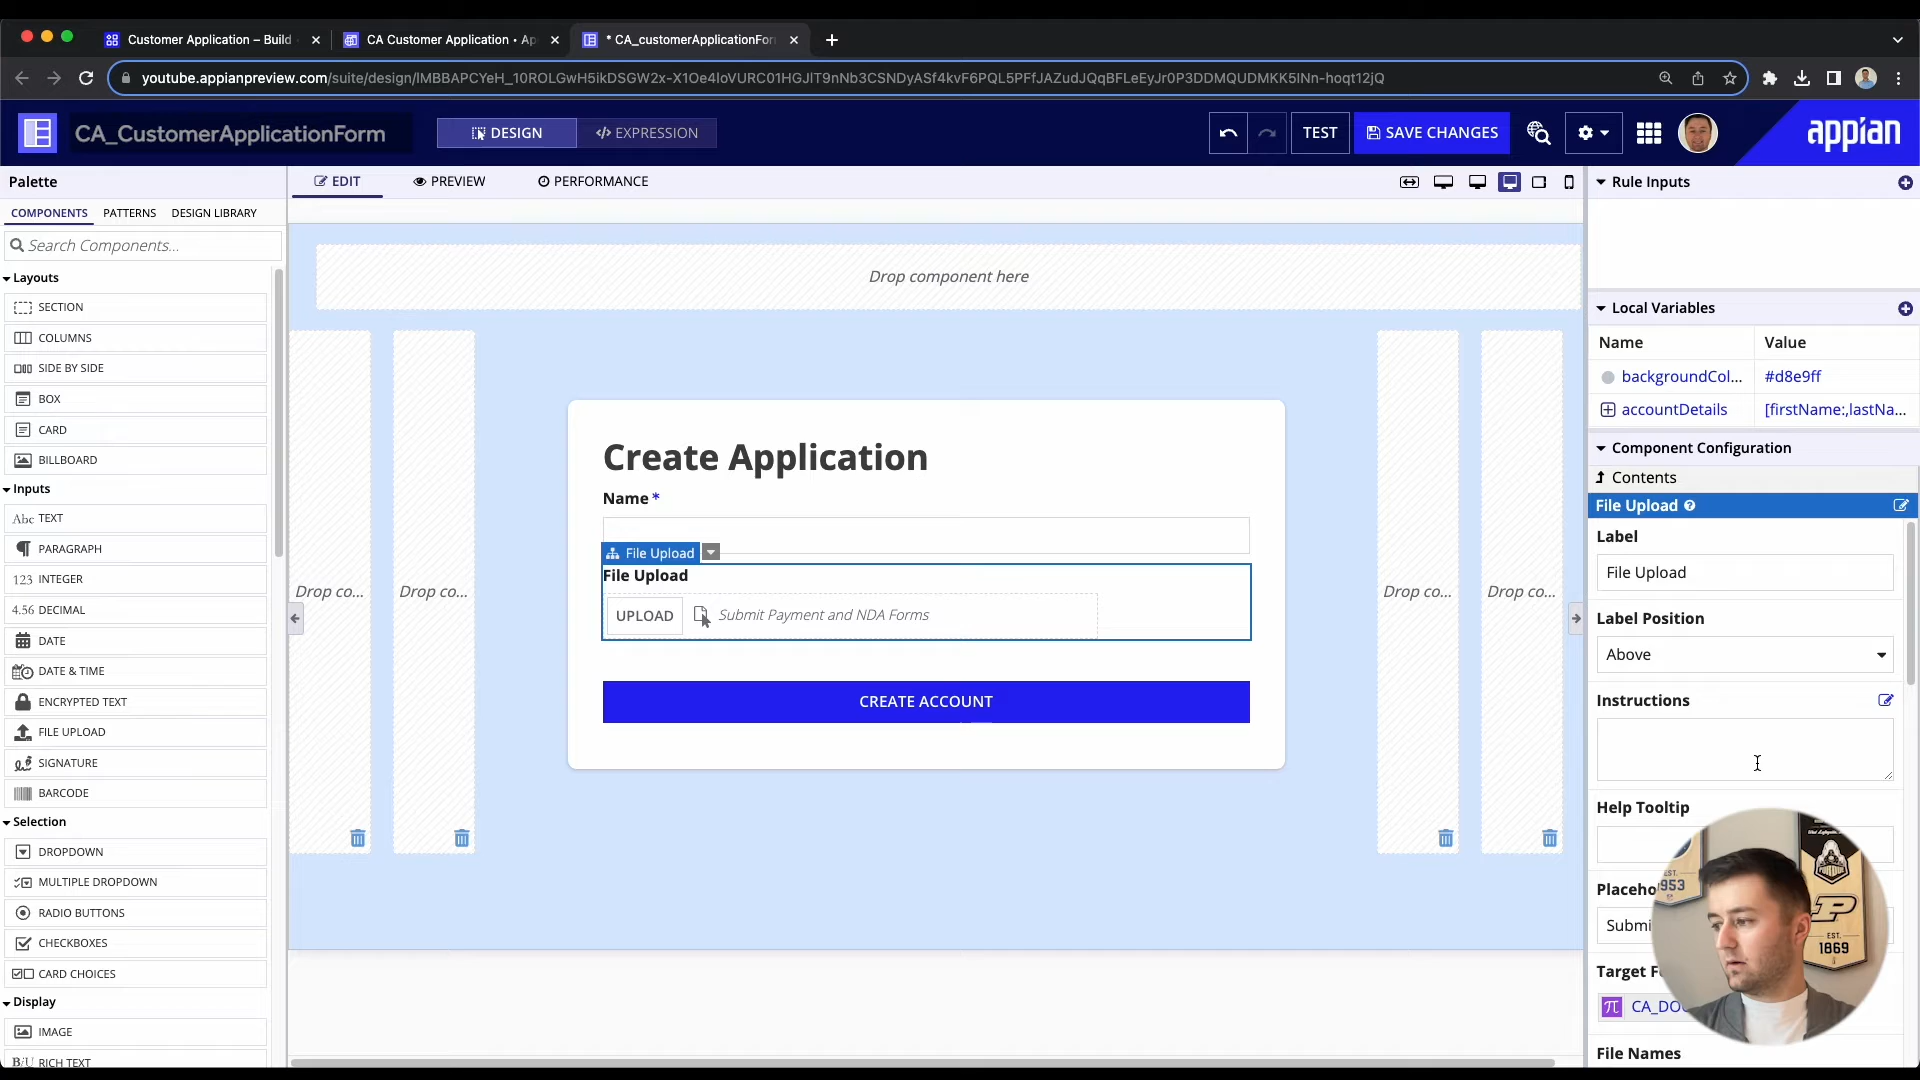 Customer Application – Build
CA Customer Application • Ap
* CA_customerApplicationFor
youtube.appianpreview.com/suite/design/
CA_CustomerApplicationForm
DESIGN
EXPRESSION
TEST
SAVE CHANGES
appian
Palette
EDIT
PREVIEW
PERFORMANCE
Rule Inputs
COMPONENTS
PATTERNS
DESIGN LIBRARY
Search Components...
Layouts
SECTION
COLUMNS
SIDE BY SIDE
BOX
CARD
BILLBOARD
Inputs
Abc TEXT
PARAGRAPH
123 INTEGER
4.56 DECIMAL
DATE
DATE & TIME
ENCRYPTED TEXT
FILE UPLOAD
SIGNATURE
BARCODE
Selection
DROPDOWN
MULTIPLE DROPDOWN
RADIO BUTTONS
CHECKBOXES
CARD CHOICES
Display
IMAGE
RICH TEXT
Drop component here
Drop co...
Drop co...
Drop co...
Drop co...
Create Application
Name *
File Upload
File Upload
UPLOAD
Submit Payment and NDA Forms
CREATE ACCOUNT
Local Variables
Name
Value
backgroundCol...
#d8e9ff
accountDetails
[firstName:,lastNa...
Component Configuration
Contents
File Upload
Label
File Upload
Label Position
Above
Instructions
Help Tooltip
Placeho
Submi
Target F
CA_DO
File Names
EST.
1869